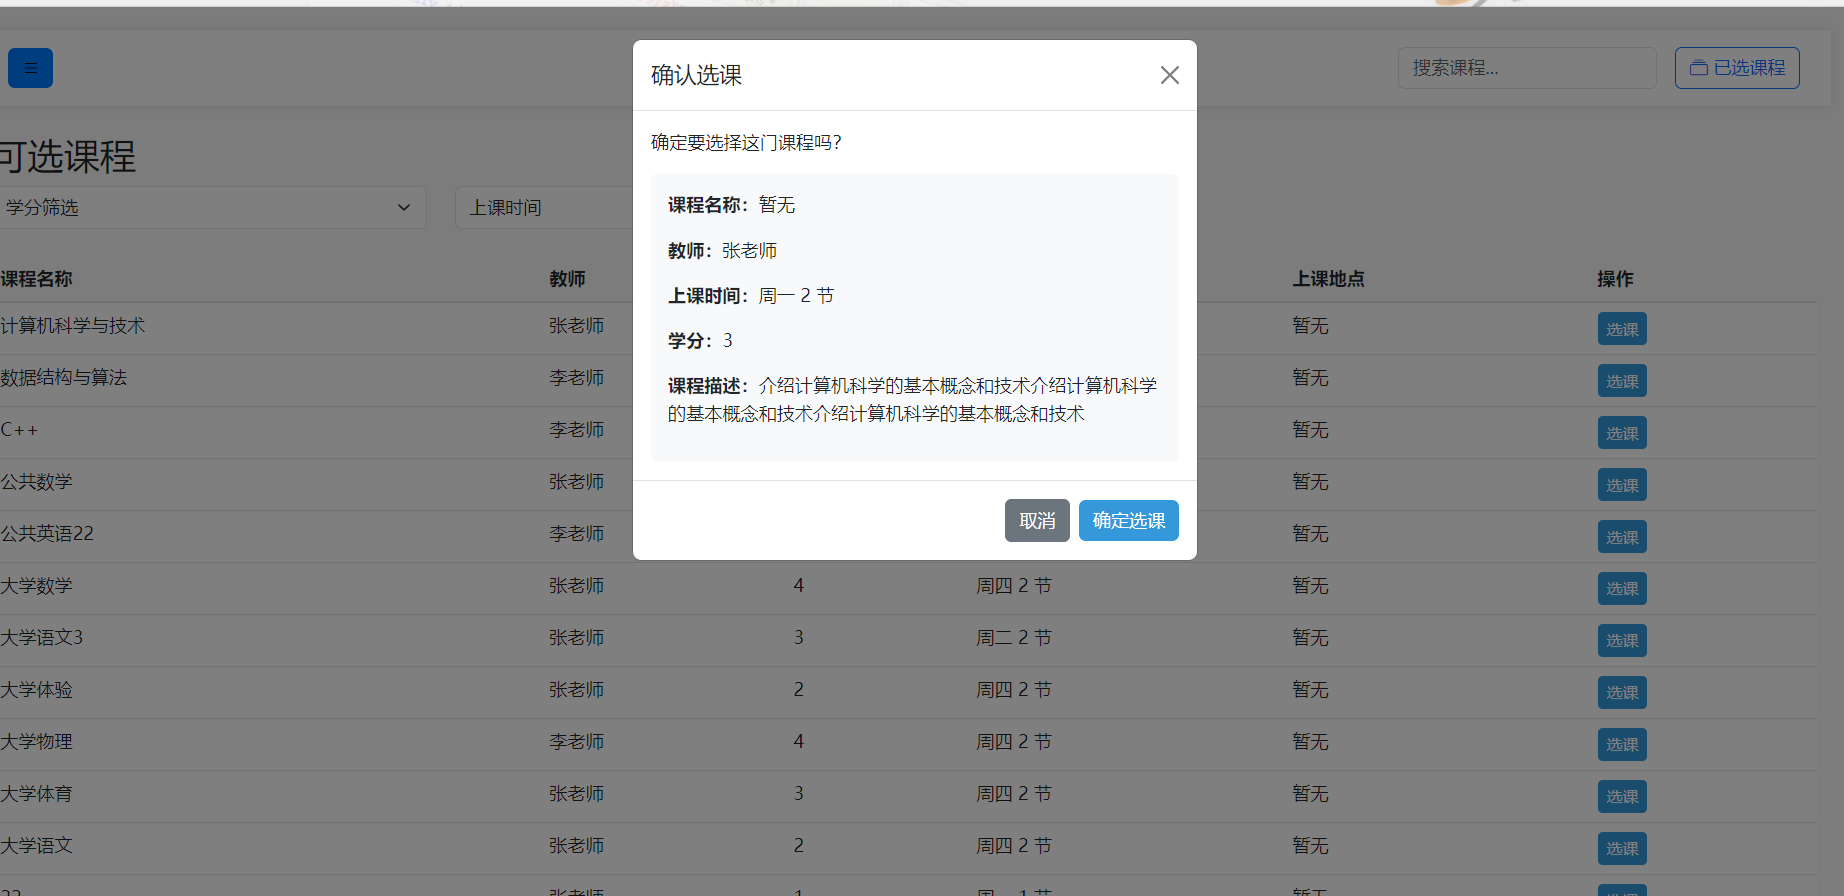 搜索课程...
已选课程
可选课程
学分筛选
上课时间
确认选课
确定要选择这门课程吗?
课程名称：暂无
教师：张老师
上课时间：周一 2 节
学分：3
课程描述：介绍计算机科学的基本概念和技术介绍计算机科学
的基本概念和技术介绍计算机科学的基本概念和技术
取消 确定选课
课程名称 教师 上课地点 操作
计算机科学与技术 张老师 暂无 选课
数据结构与算法 李老师 暂无 选课
C++ 李老师 暂无 选课
公共数学 张老师 暂无 选课
公共英语22 李老师 暂无 选课
大学数学 张老师 4 周四 2 节 暂无 选课
大学语文3 张老师 3 周二 2 节 暂无 选课
大学体验 张老师 2 周四 2 节 暂无 选课
大学物理 李老师 4 周四 2 节 暂无 选课
大学体育 张老师 3 周四 2 节 暂无 选课
大学语文 张老师 2 周四 2 节 暂无 选课